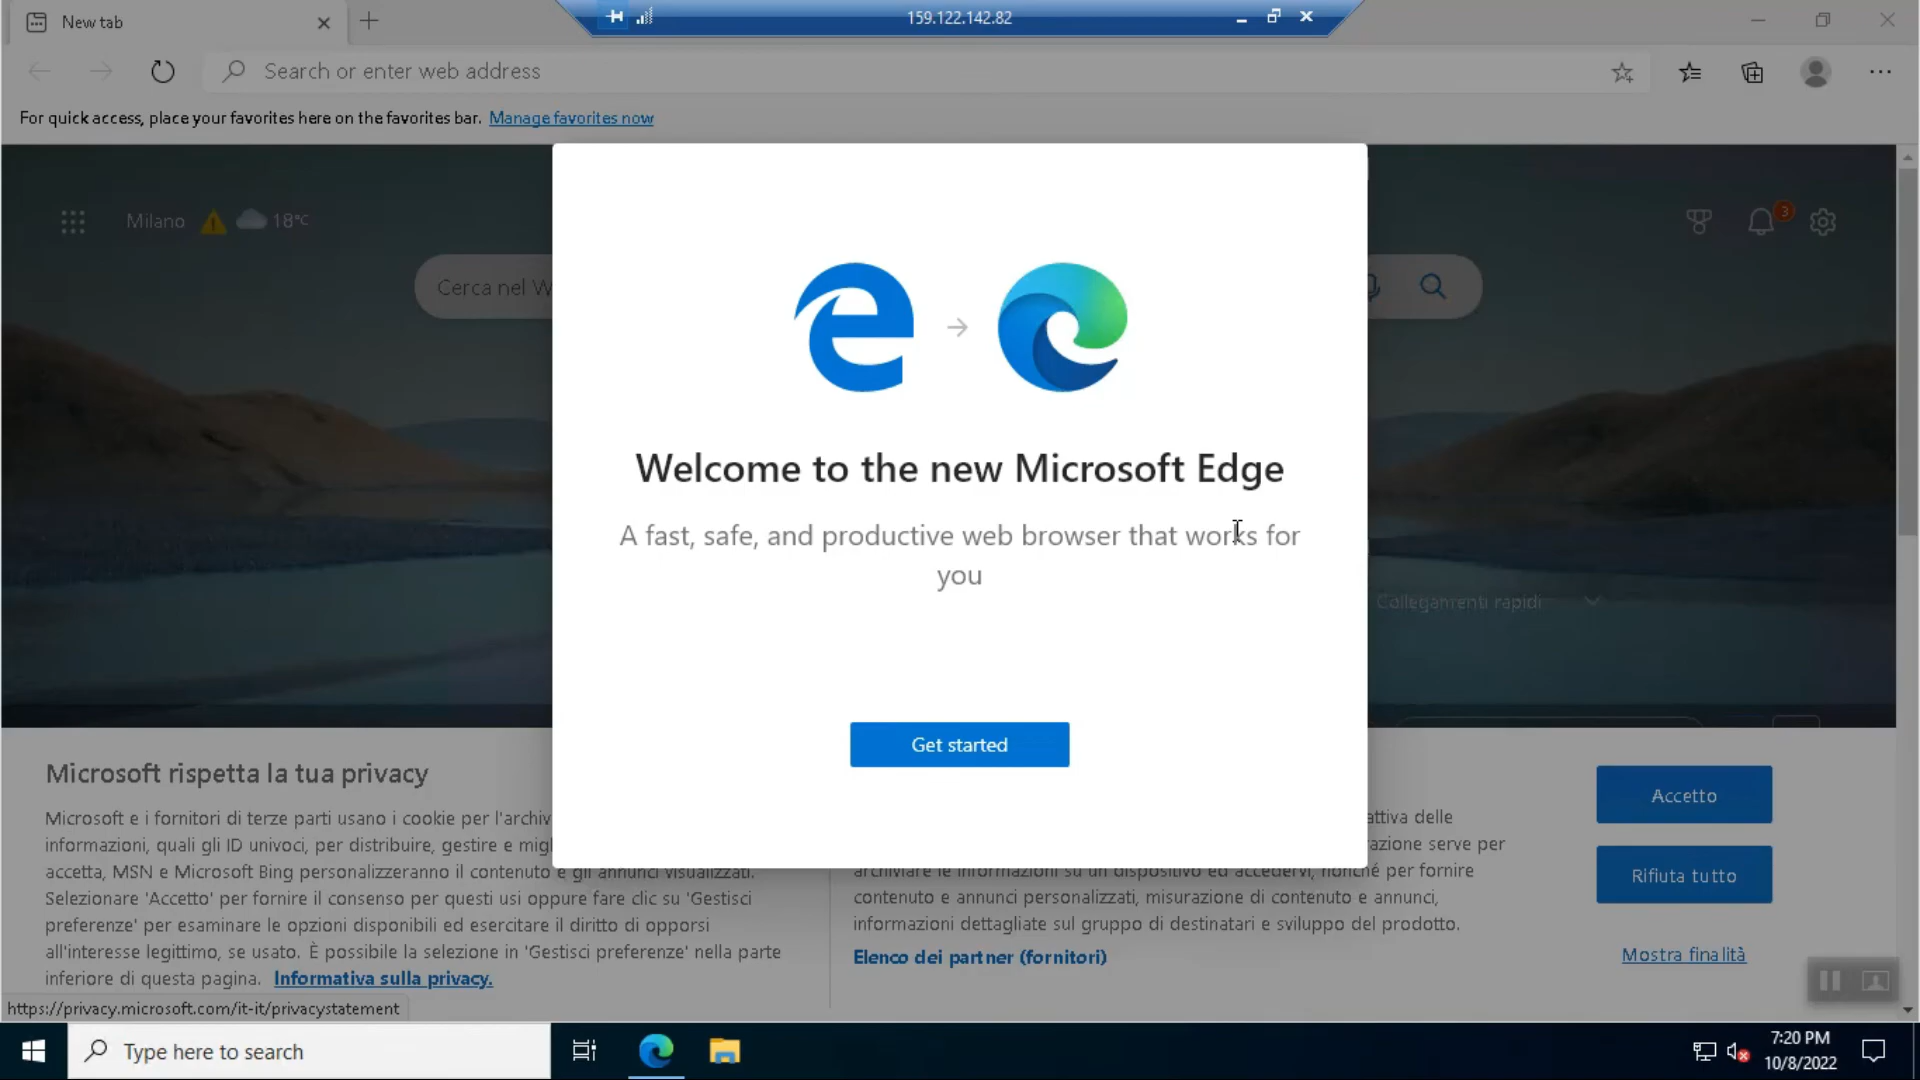 New tab
159.122.142.82
Search or enter web address
For quick access, place your favorites here on the favorites bar. Manage favorites now
Milano 18°C
3
Cerca nel W
Welcome to the new Microsoft Edge
A fast, safe, and productive web browser that works for
you
Collegamenti rapidi
Get started
Microsoft rispetta la tua privacy
Microsoft e i fornitori di terze parti usano i cookie per l'archiv
informazioni, quali gli ID univoci, per distribuire, gestire e migl
accetta, MSN e Microsoft Bing personalizzeranno il contenuto e gli annunci visualizzati.
Selezionare 'Accetto' per fornire il consenso per questi usi oppure fare clic su 'Gestisci
preferenze' per esaminare le opzioni disponibili ed esercitare il diritto di opporsi
all'interesse legittimo, se usato. È possibile la selezione in 'Gestisci preferenze' nella parte
inferiore di questa pagina. Informativa sulla privacy.
attiva delle
azione serve per
archiviare le informazioni su un dispositivo ed accedervi, nonché per fornire
contenuto e annunci personalizzati, misurazione di contenuto e annunci,
informazioni dettagliate sul gruppo di destinatari e sviluppo del prodotto.
Elenco dei partner (fornitori)
Accetto
Rifiuta tutto
Mostra finalità
https://privacy.microsoft.com/it-it/privacystatement
Type here to search
7:20 PM
10/8/2022